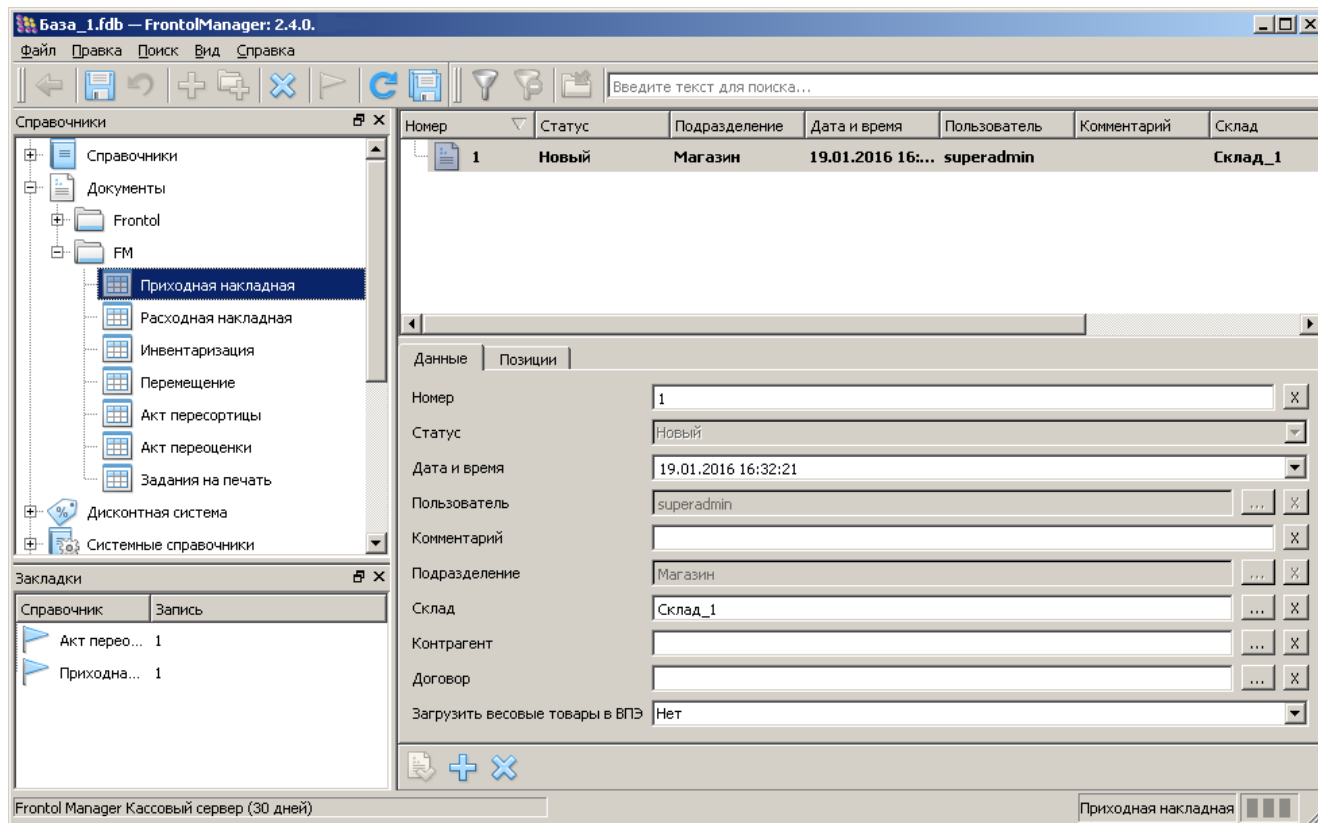 База_1.fdb — FrontolManager: 2.4.0.
Файл Правка Поиск Вид Справка
Введите текст для поиска...
Справочники
Справочники
Документы
Frontol
FM
Приходная накладная
Расходная накладная
Инвентаризация
Перемещение
Акт пересортицы
Акт переоценки
Задания на печать
Дисконтная система
Системные справочники
Закладки
Справочник Запись
Акт перео... 1
Приходна... 1
Номер Статус Подразделение Дата и время Пользователь Комментарий Склад
1 Новый Магазин 19.01.2016 16:... superadmin Склад_1
Данные Позиции
Номер 1 X
Статус Новый
Дата и время 19.01.2016 16:32:21
Пользователь superadmin ... X
Комментарий X
Подразделение Магазин ... X
Склад Склад_1 ... X
Контрагент ... X
Договор ... X
Загрузить весовые товары в ВПЭ Нет
Frontol Manager Кассовый сервер (30 дней) Приходная накладная